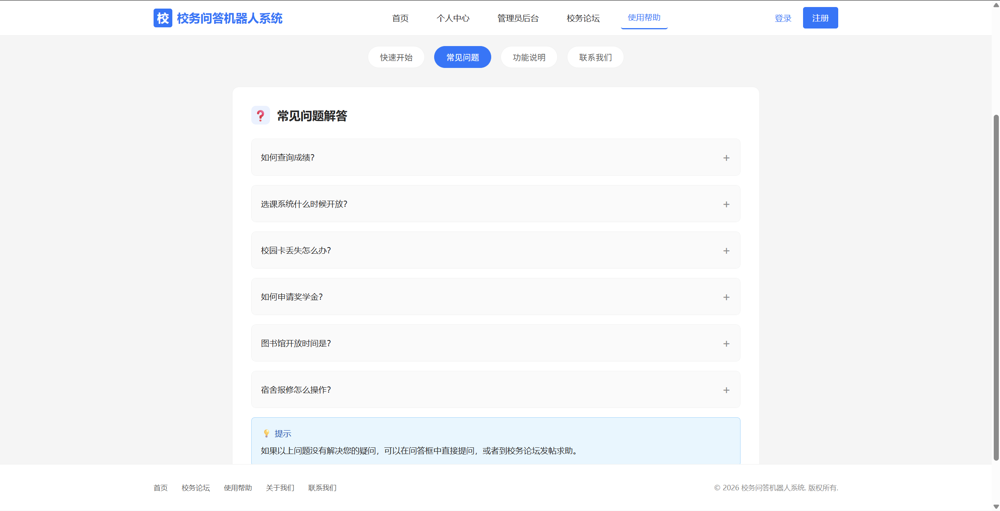 校 校务问答机器人系统 首页 个人中心 管理员后台 校务论坛 使用帮助 登录 注册
快速开始 常见问题 功能说明 联系我们
常见问题解答
如何查询成绩？ +
选课系统什么时候开放？ +
校园卡丢失怎么办？ +
如何申请奖学金？ +
图书馆开放时间是？ +
宿舍报修怎么操作？ +
提示
如果以上问题没有解决您的疑问，可以在问答框中直接提问，或者到校务论坛发帖求助。
首页 校务论坛 使用帮助 关于我们 联系我们 © 2026 校务问答机器人系统. 版权所有.